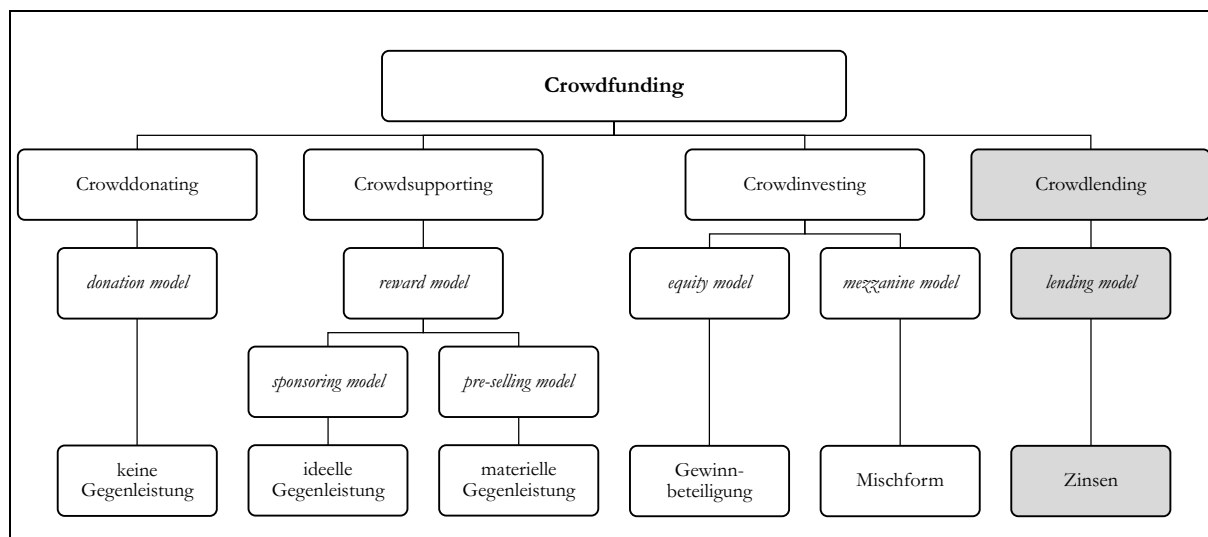 Crowdfunding
Crowddonating
Crowdsupporting
Crowdinvesting
Crowdlending
donation model
reward model
equity model
mezzanine model
lending model
sponsoring model
pre-selling model
keine
Gegenleistung
ideelle
Gegenleistung
materielle
Gegenleistung
Gewinn-
beteiligung
Mischform
Zinsen